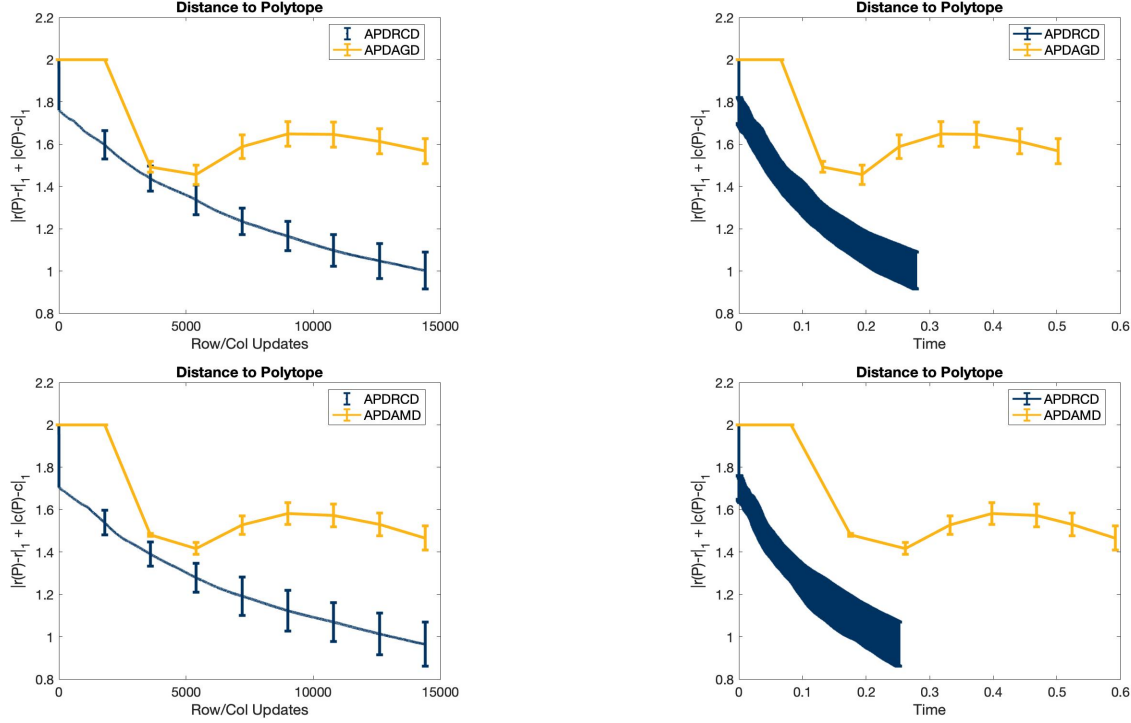 Distance to Polytope
2.2
2
1.8
1.6
1.4
1.2
1
0.8
|r(P)-r|₁ + |c(P)-c|₁
0 5000 10000 15000
Row/Col Updates
APDRCD
APDAGD
Distance to Polytope
2.2
2
1.8
1.6
1.4
1.2
1
0.8
|r(P)-r|₁ + |c(P)-c|₁
0 0.1 0.2 0.3 0.4 0.5 0.6
Time
APDRCD
APDAGD
Distance to Polytope
2.2
2
1.8
1.6
1.4
1.2
1
0.8
|r(P)-r|₁ + |c(P)-c|₁
0 5000 10000 15000
Row/Col Updates
APDRCD
APDAMD
Distance to Polytope
2.2
2
1.8
1.6
1.4
1.2
1
0.8
|r(P)-r|₁ + |c(P)-c|₁
0 0.1 0.2 0.3 0.4 0.5 0.6
Time
APDRCD
APDAMD